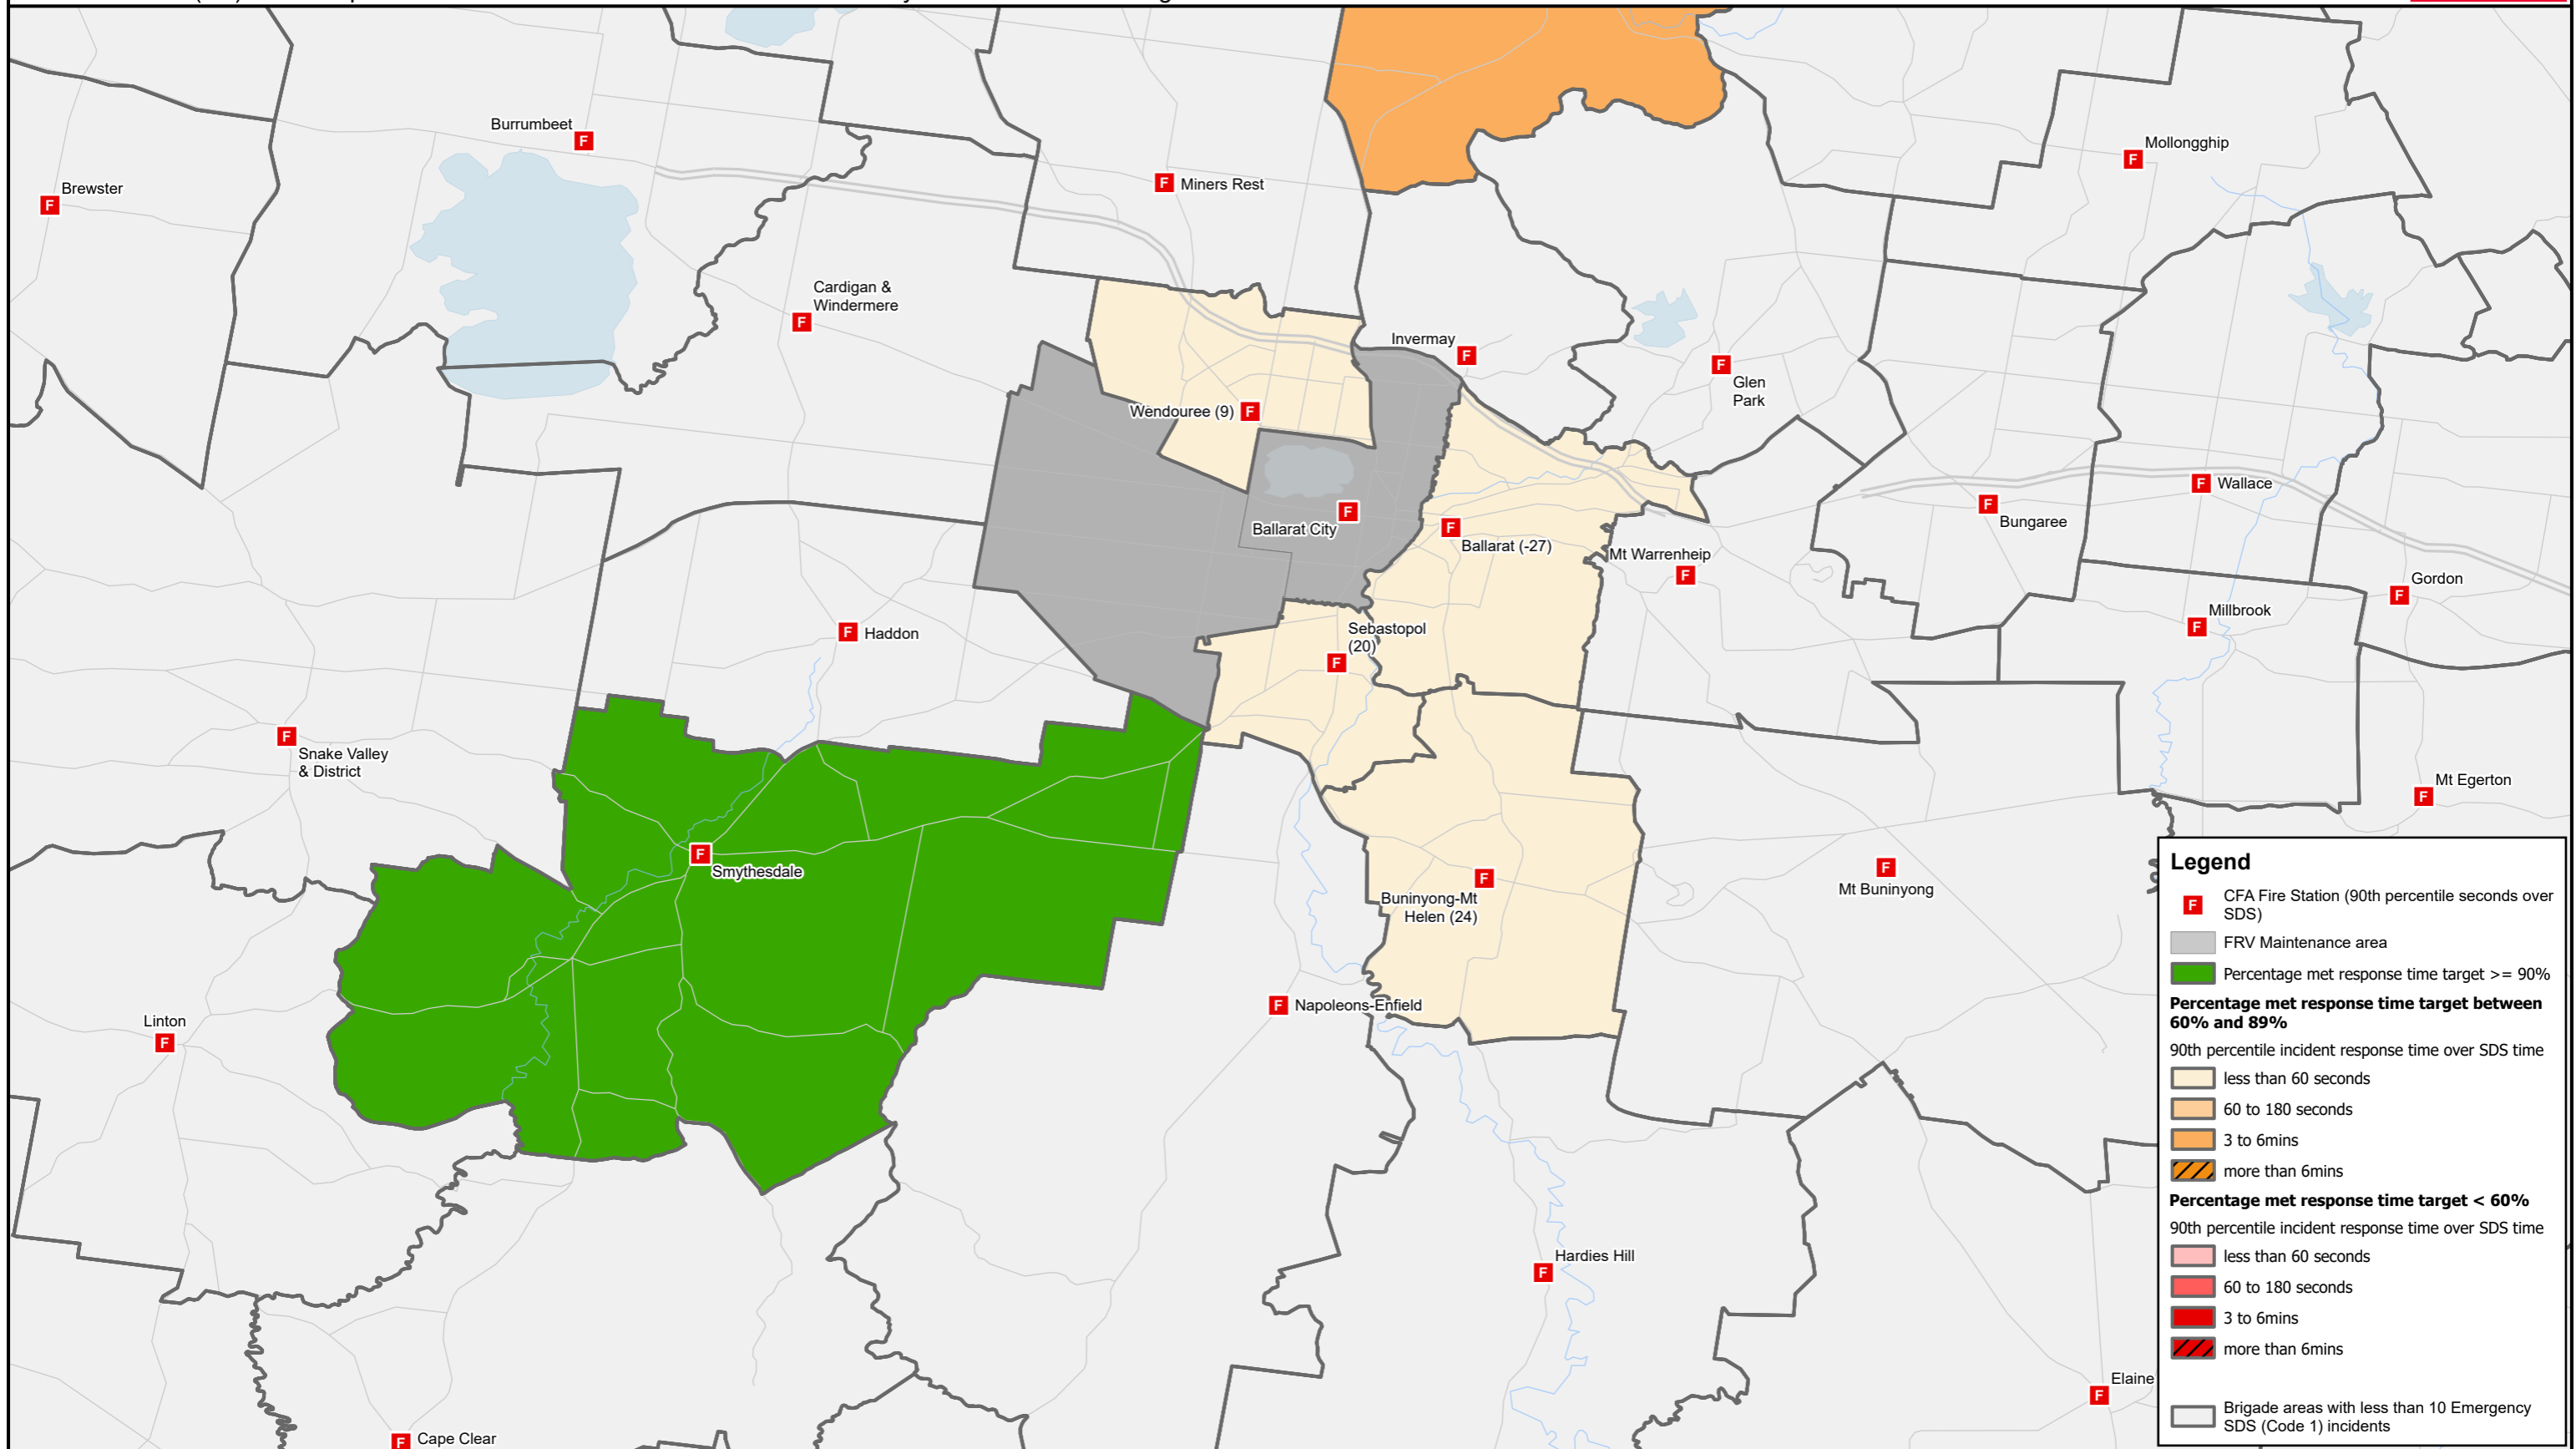 Burrumbeet
Brewster
Miners Rest
Mollongghip
Cardigan &
Windermere
Invermay
Glen
Park
Wendouree (9)
Ballarat City
Ballarat (-27)
Mt Warrenheip
Bungaree
Wallace
Gordon
Millbrook
Haddon
Sebastopol
(20)
Snake Valley
& District
Smythesdale
Mt Egerton
Buninyong-Mt
Helen (24)
Mt Buninyong
Napoleons-Enfield
Linton
Hardies Hill
Elaine
Cape Clear
Legend
F CFA Fire Station (90th percentile seconds over
SDS)
FRV Maintenance area
Percentage met response time target >= 90%
Percentage met response time target between
60% and 89%
90th percentile incident response time over SDS time
less than 60 seconds
60 to 180 seconds
3 to 6mins
more than 6mins
Percentage met response time target < 60%
90th percentile incident response time over SDS time
less than 60 seconds
60 to 180 seconds
3 to 6mins
more than 6mins
Brigade areas with less than 10 Emergency
SDS (Code 1) incidents